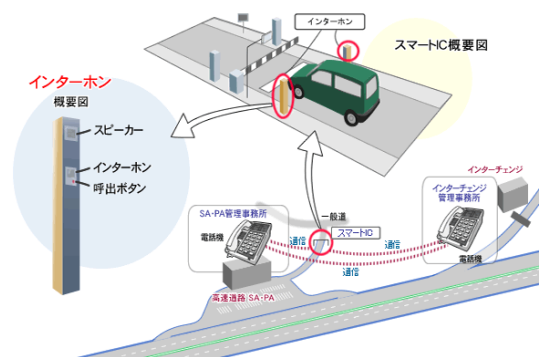 インターホン
スマートIC概要図
インターホン
概要図
スピーカー
インターホン
呼出ボタン
インターチェンジ
インターチェンジ
管理事務所
SA・PA管理事務所
一般道
スマートIC
電話機
通信
通信
通信
電話機
高速道路 SA・PA